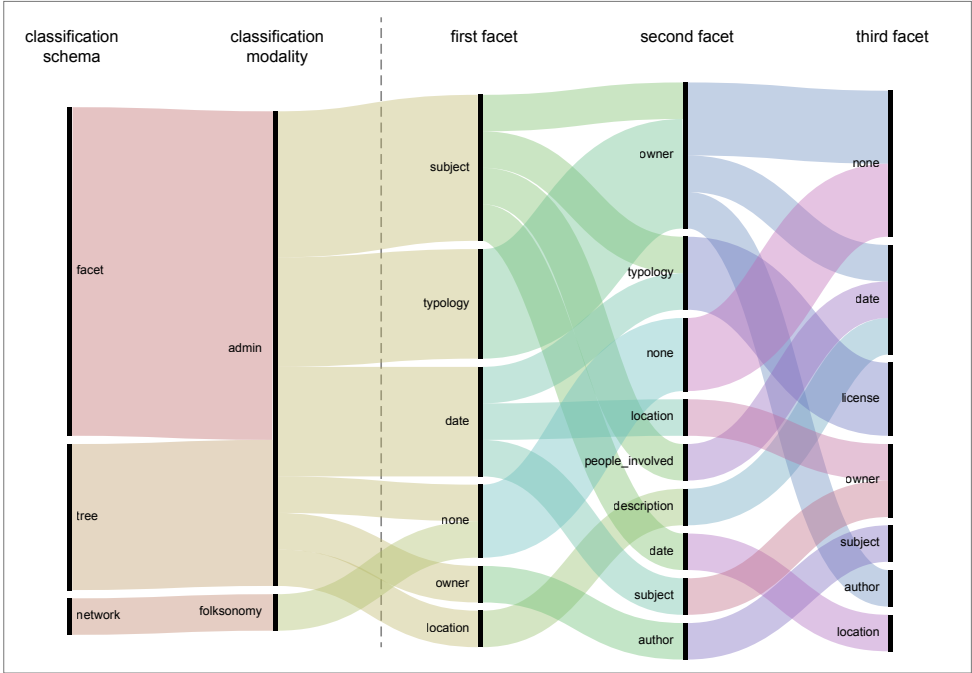 classification
schema
classification
modality
first facet
second facet
third facet
facet
tree
network
admin
folksonomy
subject
typology
date
none
owner
location
owner
typology
none
location
people_involved
description
date
subject
author
none
date
license
owner
subject
author
location